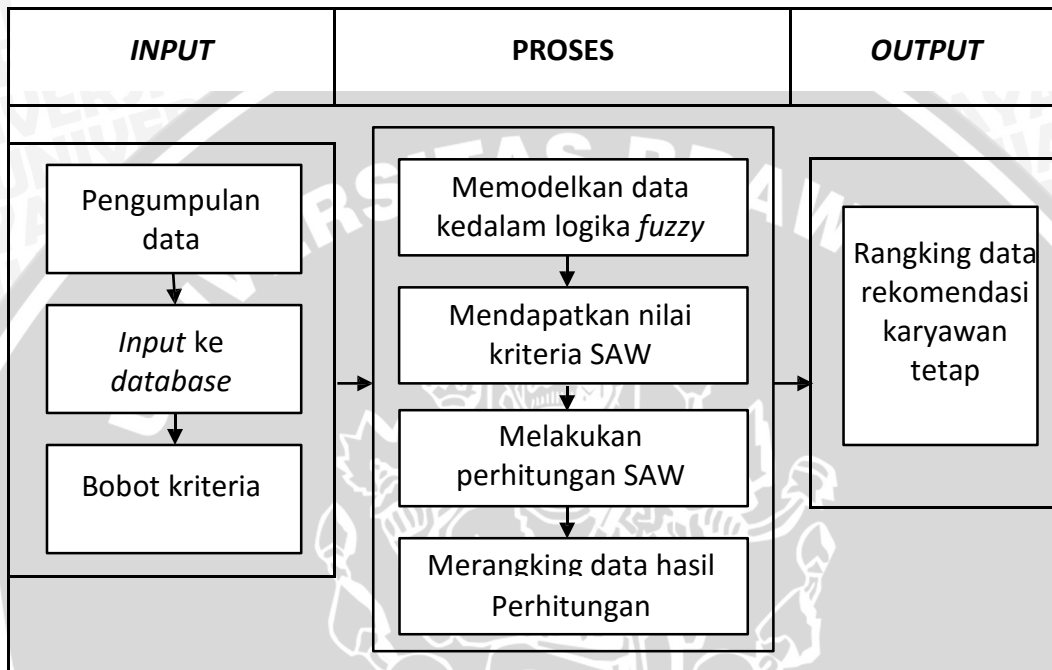 INPUT
PROSES
OUTPUT
Pengumpulan
data
Input ke
database
Bobot kriteria
Memodelkan data
kedalam logika fuzzy
Mendapatkan nilai
kriteria SAW
Melakukan
perhitungan SAW
Merangking data hasil
Perhitungan
Rangking data
rekomendasi
karyawan
tetap